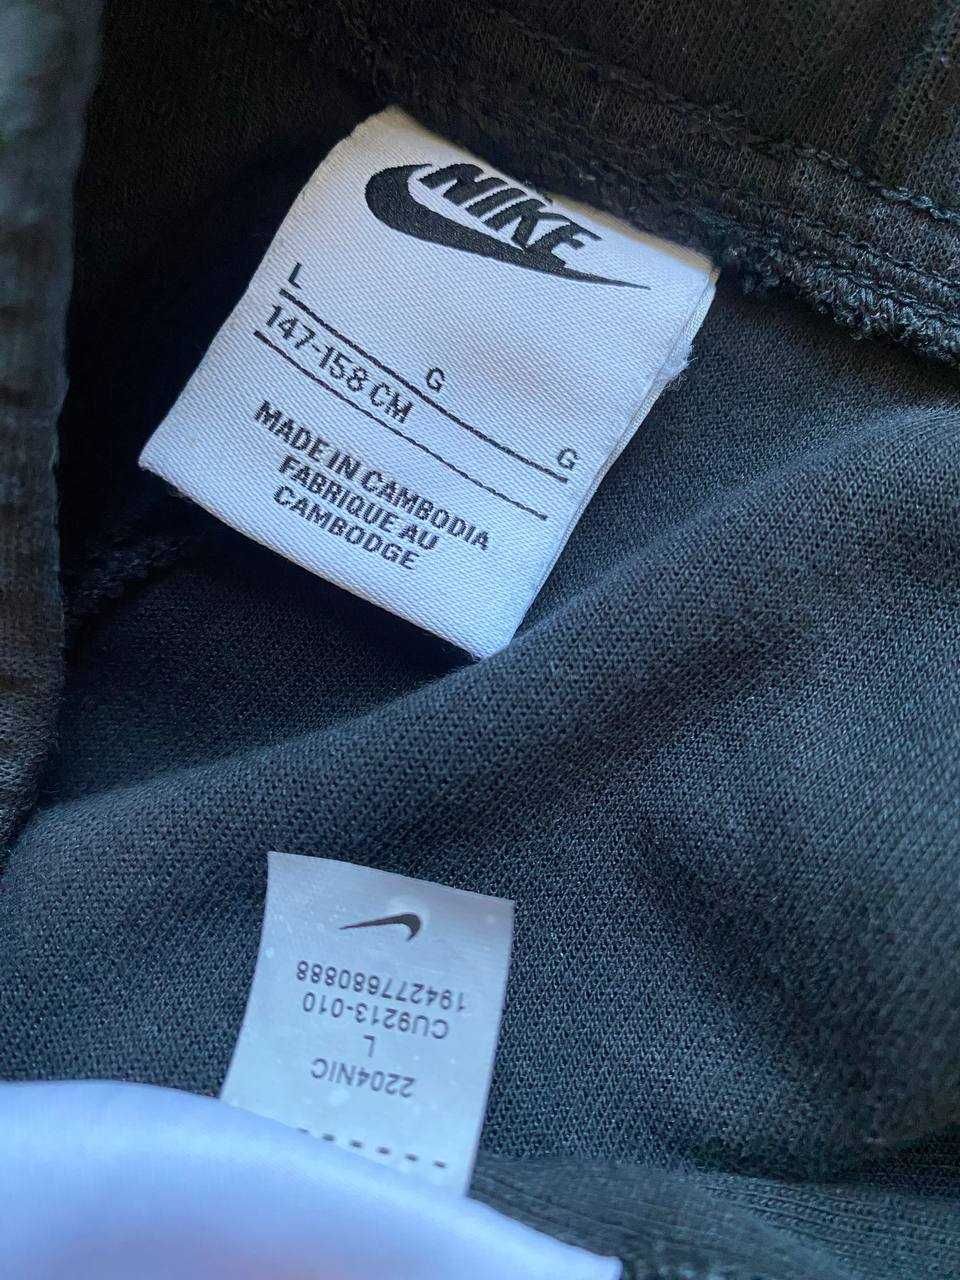 NIKE
L G G
147-158 CM
MADE IN CAMBODIA
FABRIQUE AU
CAMBODGE
2204NIC
L
CU9213-010
194277680888